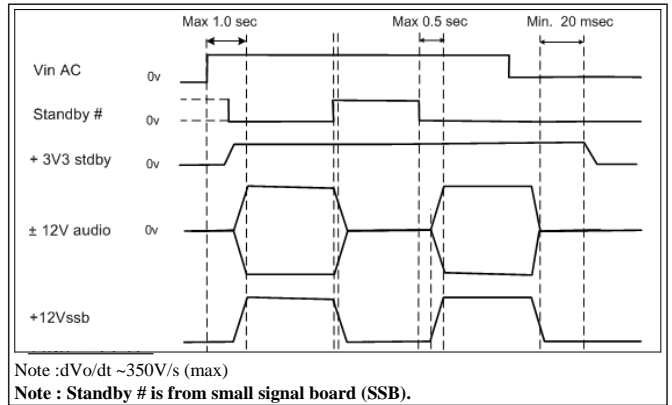 Max 1.0 sec Max 0.5 sec Min. 20 msec
Vin AC 0v
Standby # 0v
+ 3V3 stdby 0v
± 12V audio 0v
+12Vssb
Note :dVo/dt ~350V/s (max)
Note : Standby # is from small signal board (SSB).